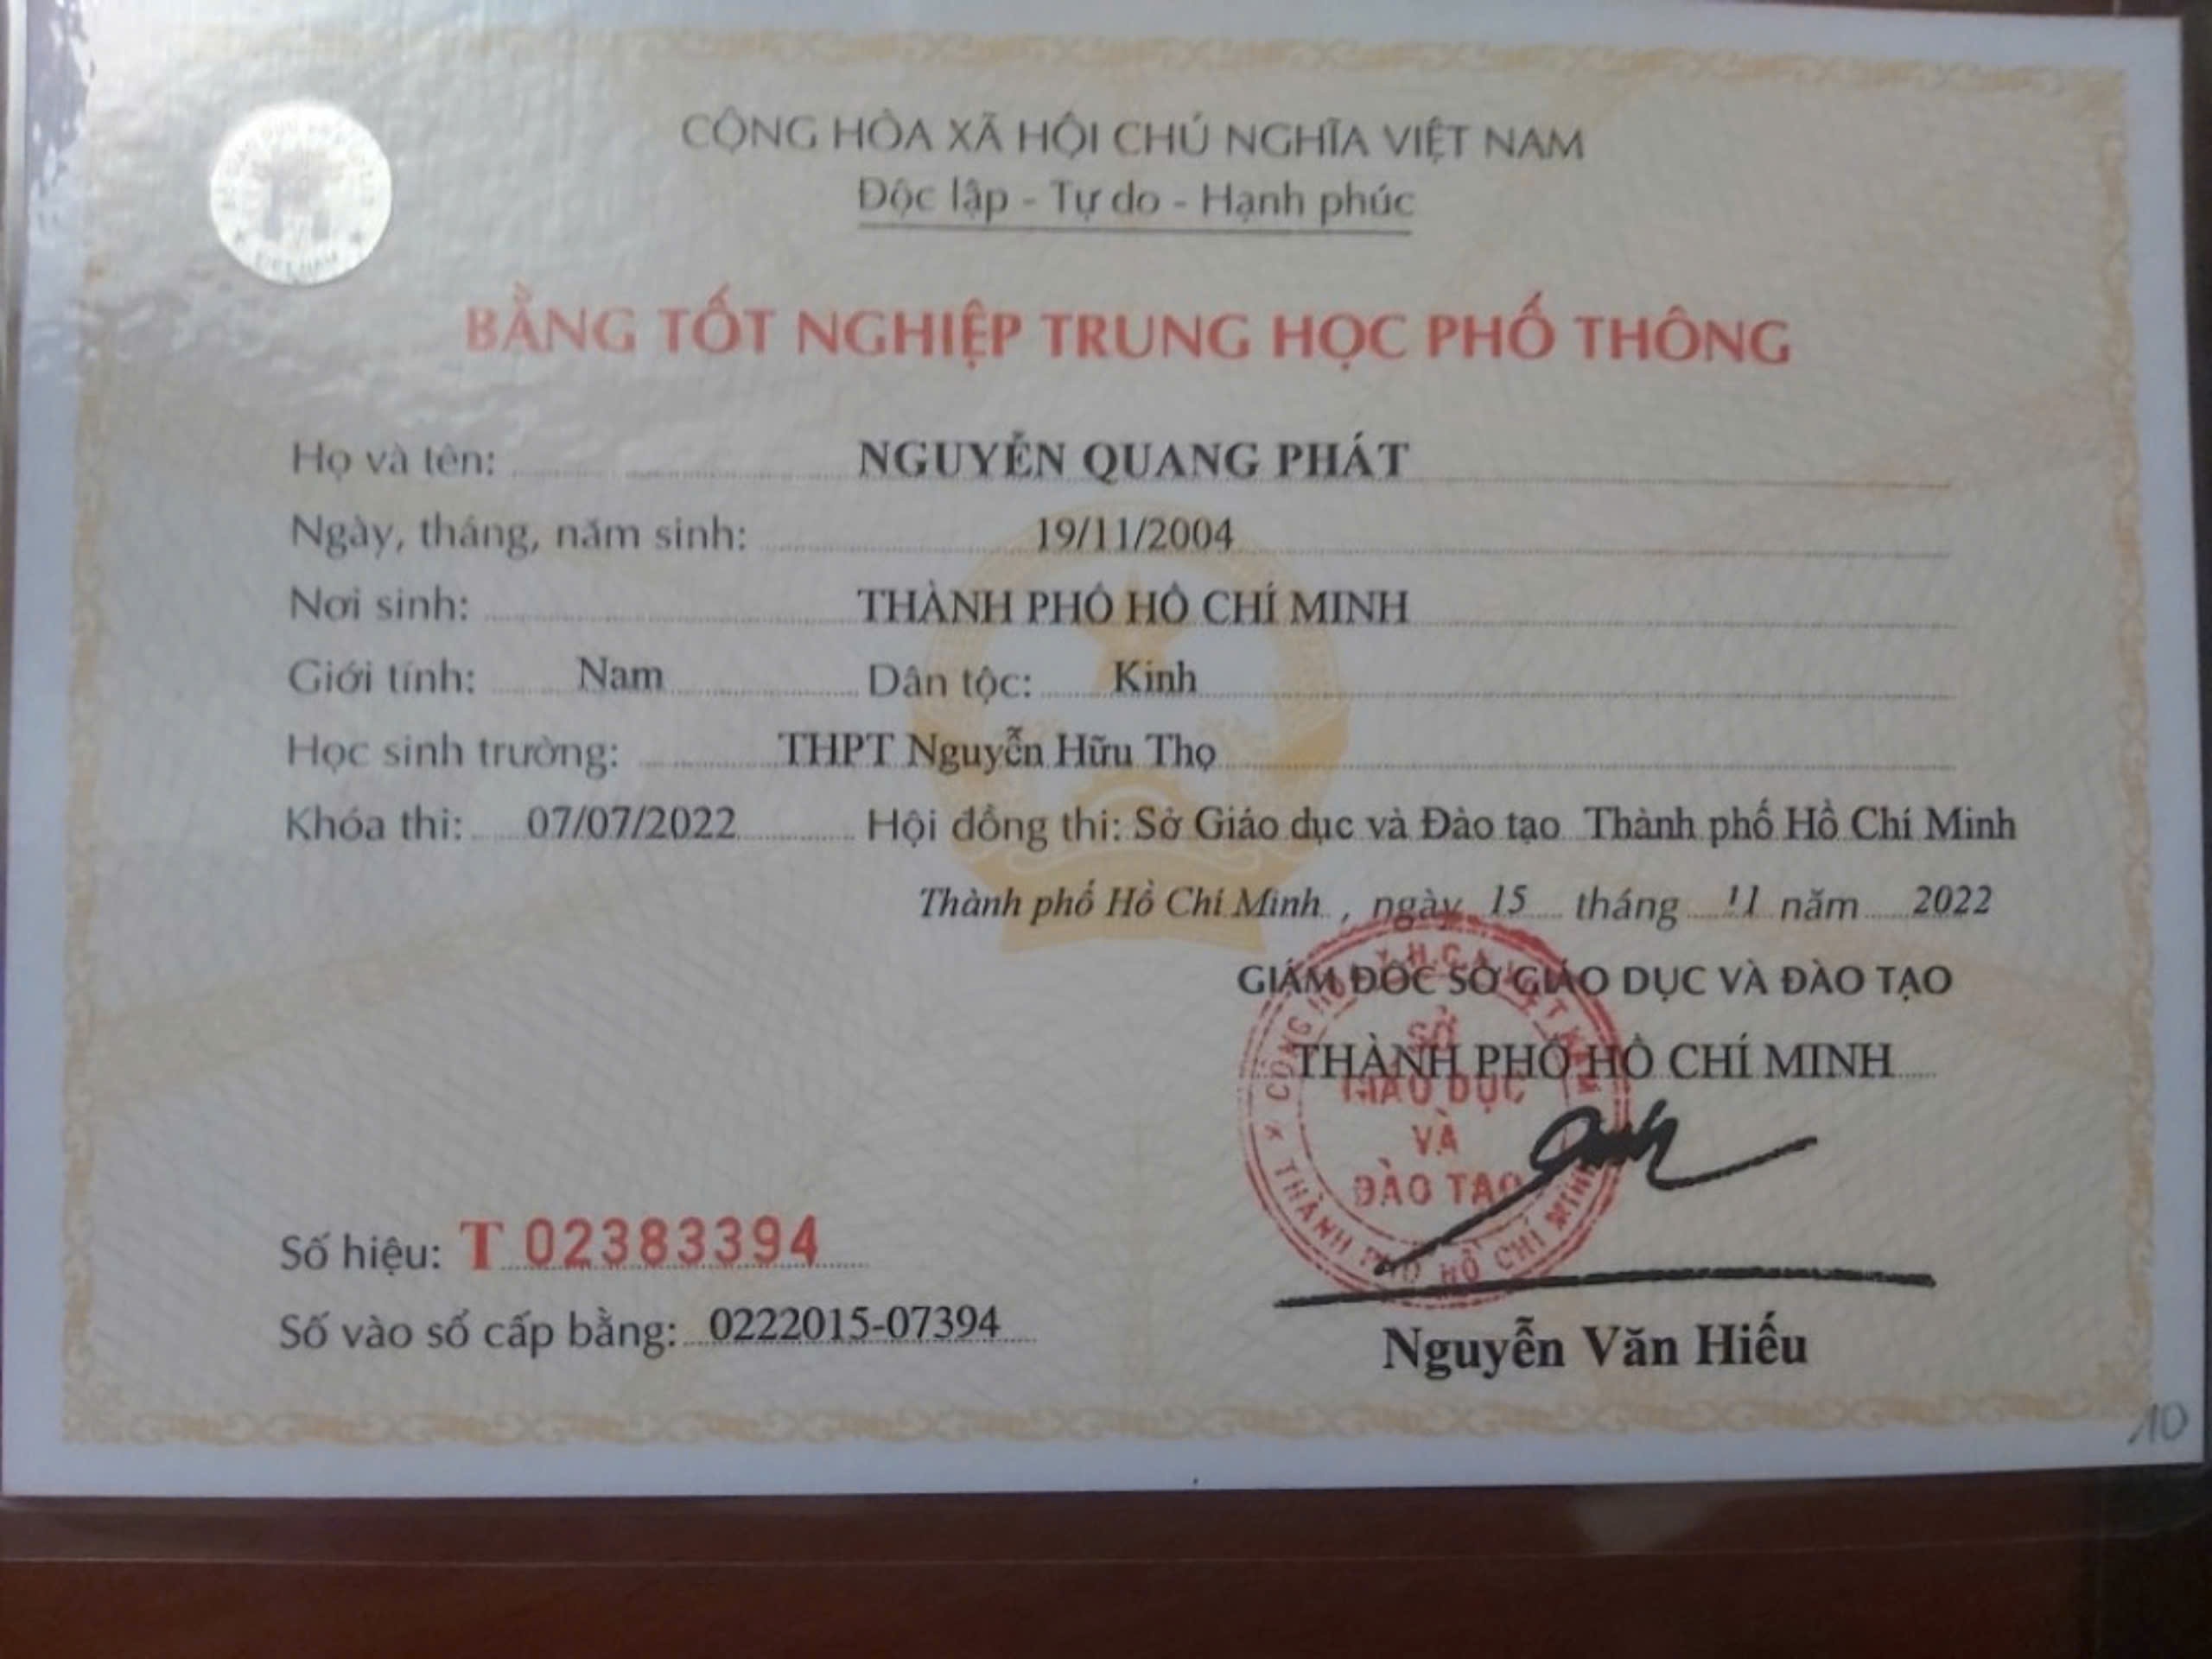 CỘNG HÒA XÃ HỘI CHỦ NGHĨA VIỆT NAM
Độc lập - Tự do - Hạnh phúc
BẰNG TỐT NGHIỆP TRUNG HỌC PHỔ THÔNG
Họ và tên: NGUYỄN QUANG PHÁT
Ngày, tháng, năm sinh: 19/11/2004
Nơi sinh: THÀNH PHỐ HỒ CHÍ MINH
Giới tính: Nam Dân tộc: Kinh
Học sinh trường: THPT Nguyễn Hữu Thọ
Khóa thi: 07/07/2022 Hội đồng thi: Sở Giáo dục và Đào tạo Thành phố Hồ Chí Minh
Thành phố Hồ Chí Minh, ngày 15 tháng 11 năm 2022
GIÁM ĐỐC SỞ GIÁO DỤC VÀ ĐÀO TẠO
THÀNH PHỐ HỒ CHÍ MINH
SỞ
GIÁO DỤC
VÀ
ĐÀO TẠO
THÀNH PHỐ HỒ CHÍ MINH
Số hiệu: T 02383394
Số vào sổ cấp bằng: 0222015-07394
Nguyễn Văn Hiếu
10